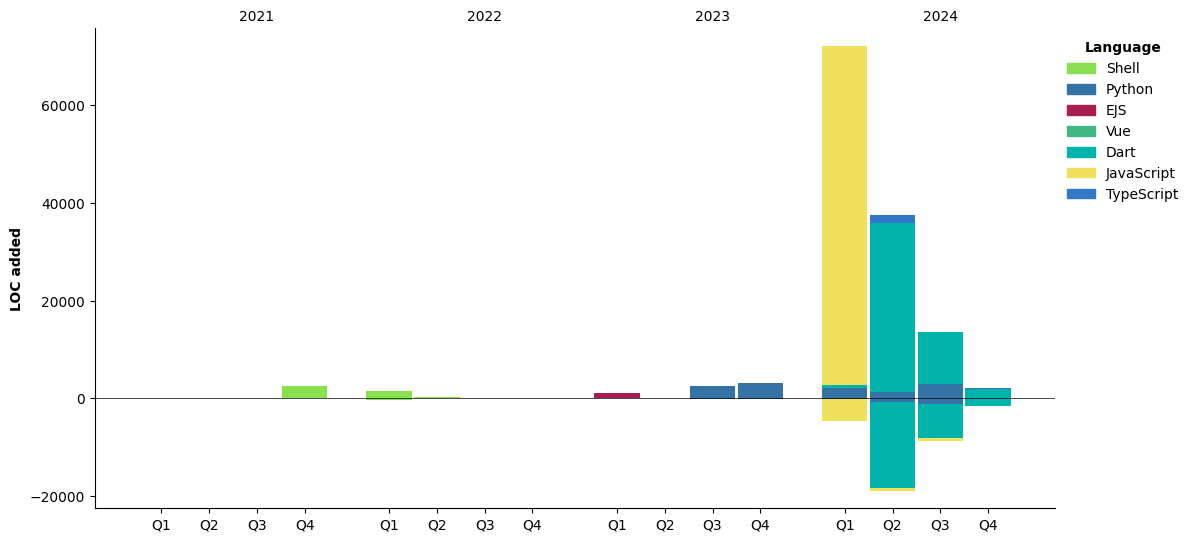 2021 2022 2023 2024
Language
Shell
Python
EJS
Vue
Dart
JavaScript
TypeScript
LOC added
60000
40000
20000
0
−20000
Q1 Q2 Q3 Q4 Q1 Q2 Q3 Q4 Q1 Q2 Q3 Q4 Q1 Q2 Q3 Q4